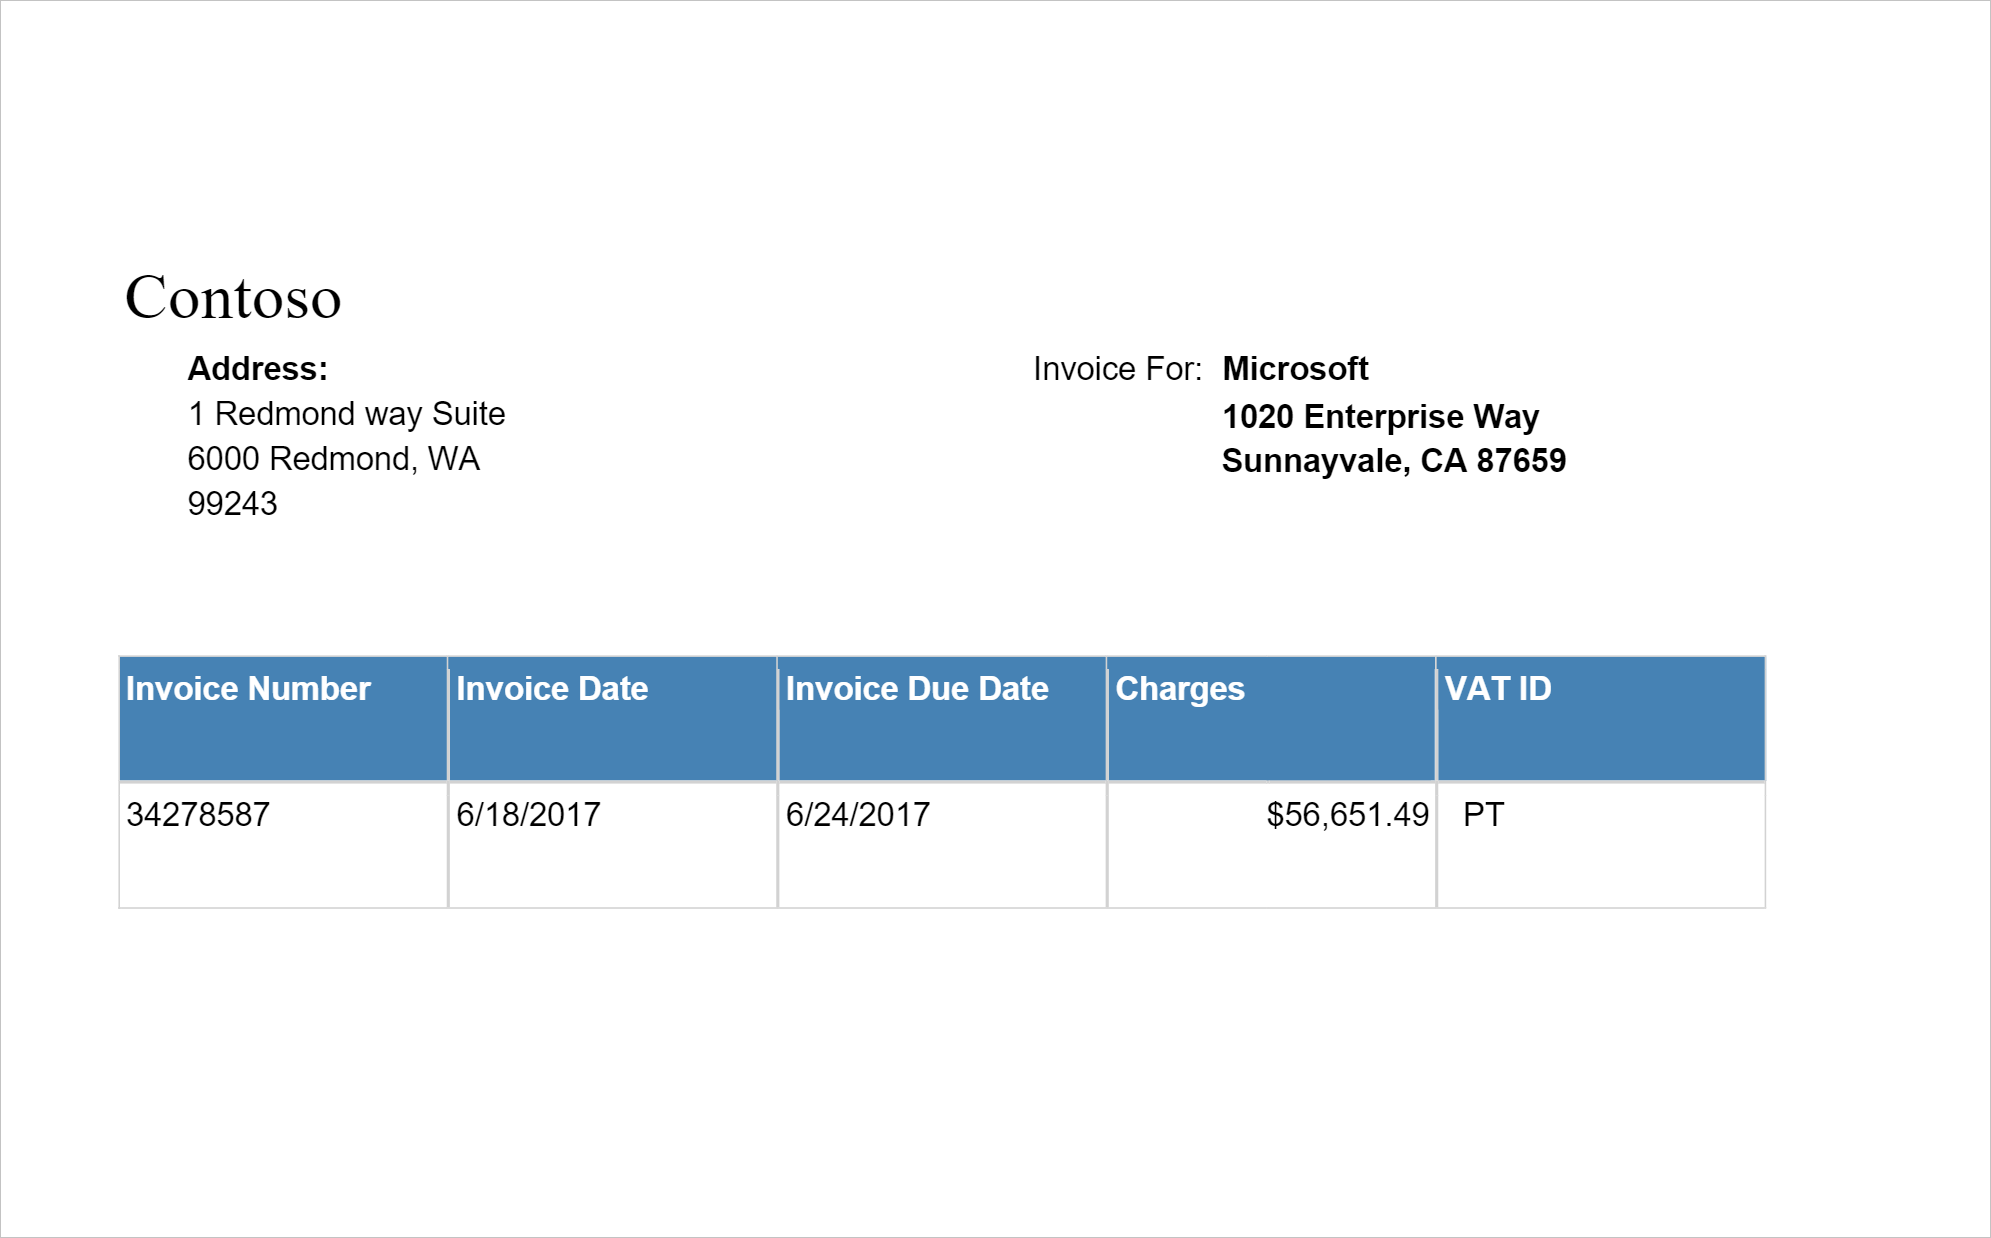 Contoso
Address:
1 Redmond way Suite
6000 Redmond, WA
99243
Invoice For: Microsoft
1020 Enterprise Way
Sunnayvale, CA 87659
Invoice Number Invoice Date Invoice Due Date Charges VAT ID
34278587 6/18/2017 6/24/2017 $56,651.49 PT